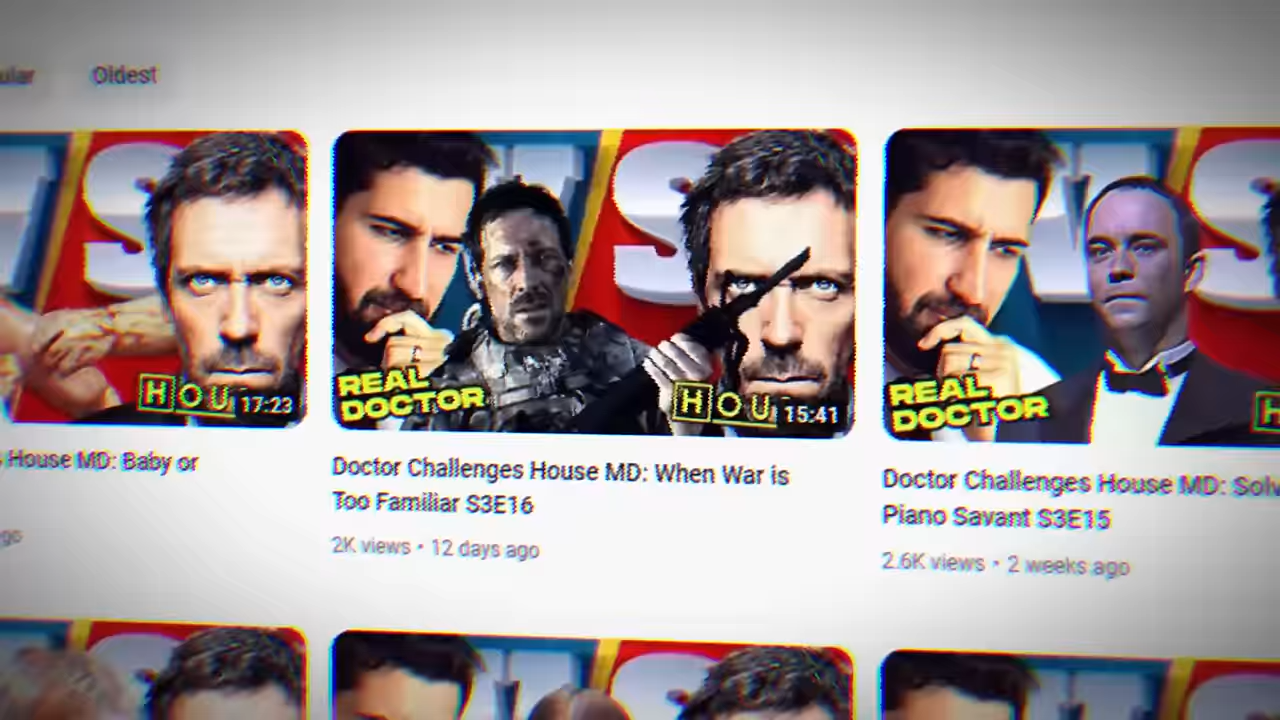 Oldest
S
HOU
17:23
REAL
DOCTOR
S
HOU
15:41
REAL
DOCTOR
S
H
House MD: Baby or
Doctor Challenges House MD: When War is
Too Familiar S3E16
2K views • 12 days ago
Doctor Challenges House MD:
Piano Savant S3E15
2.6K views • 2 weeks ago